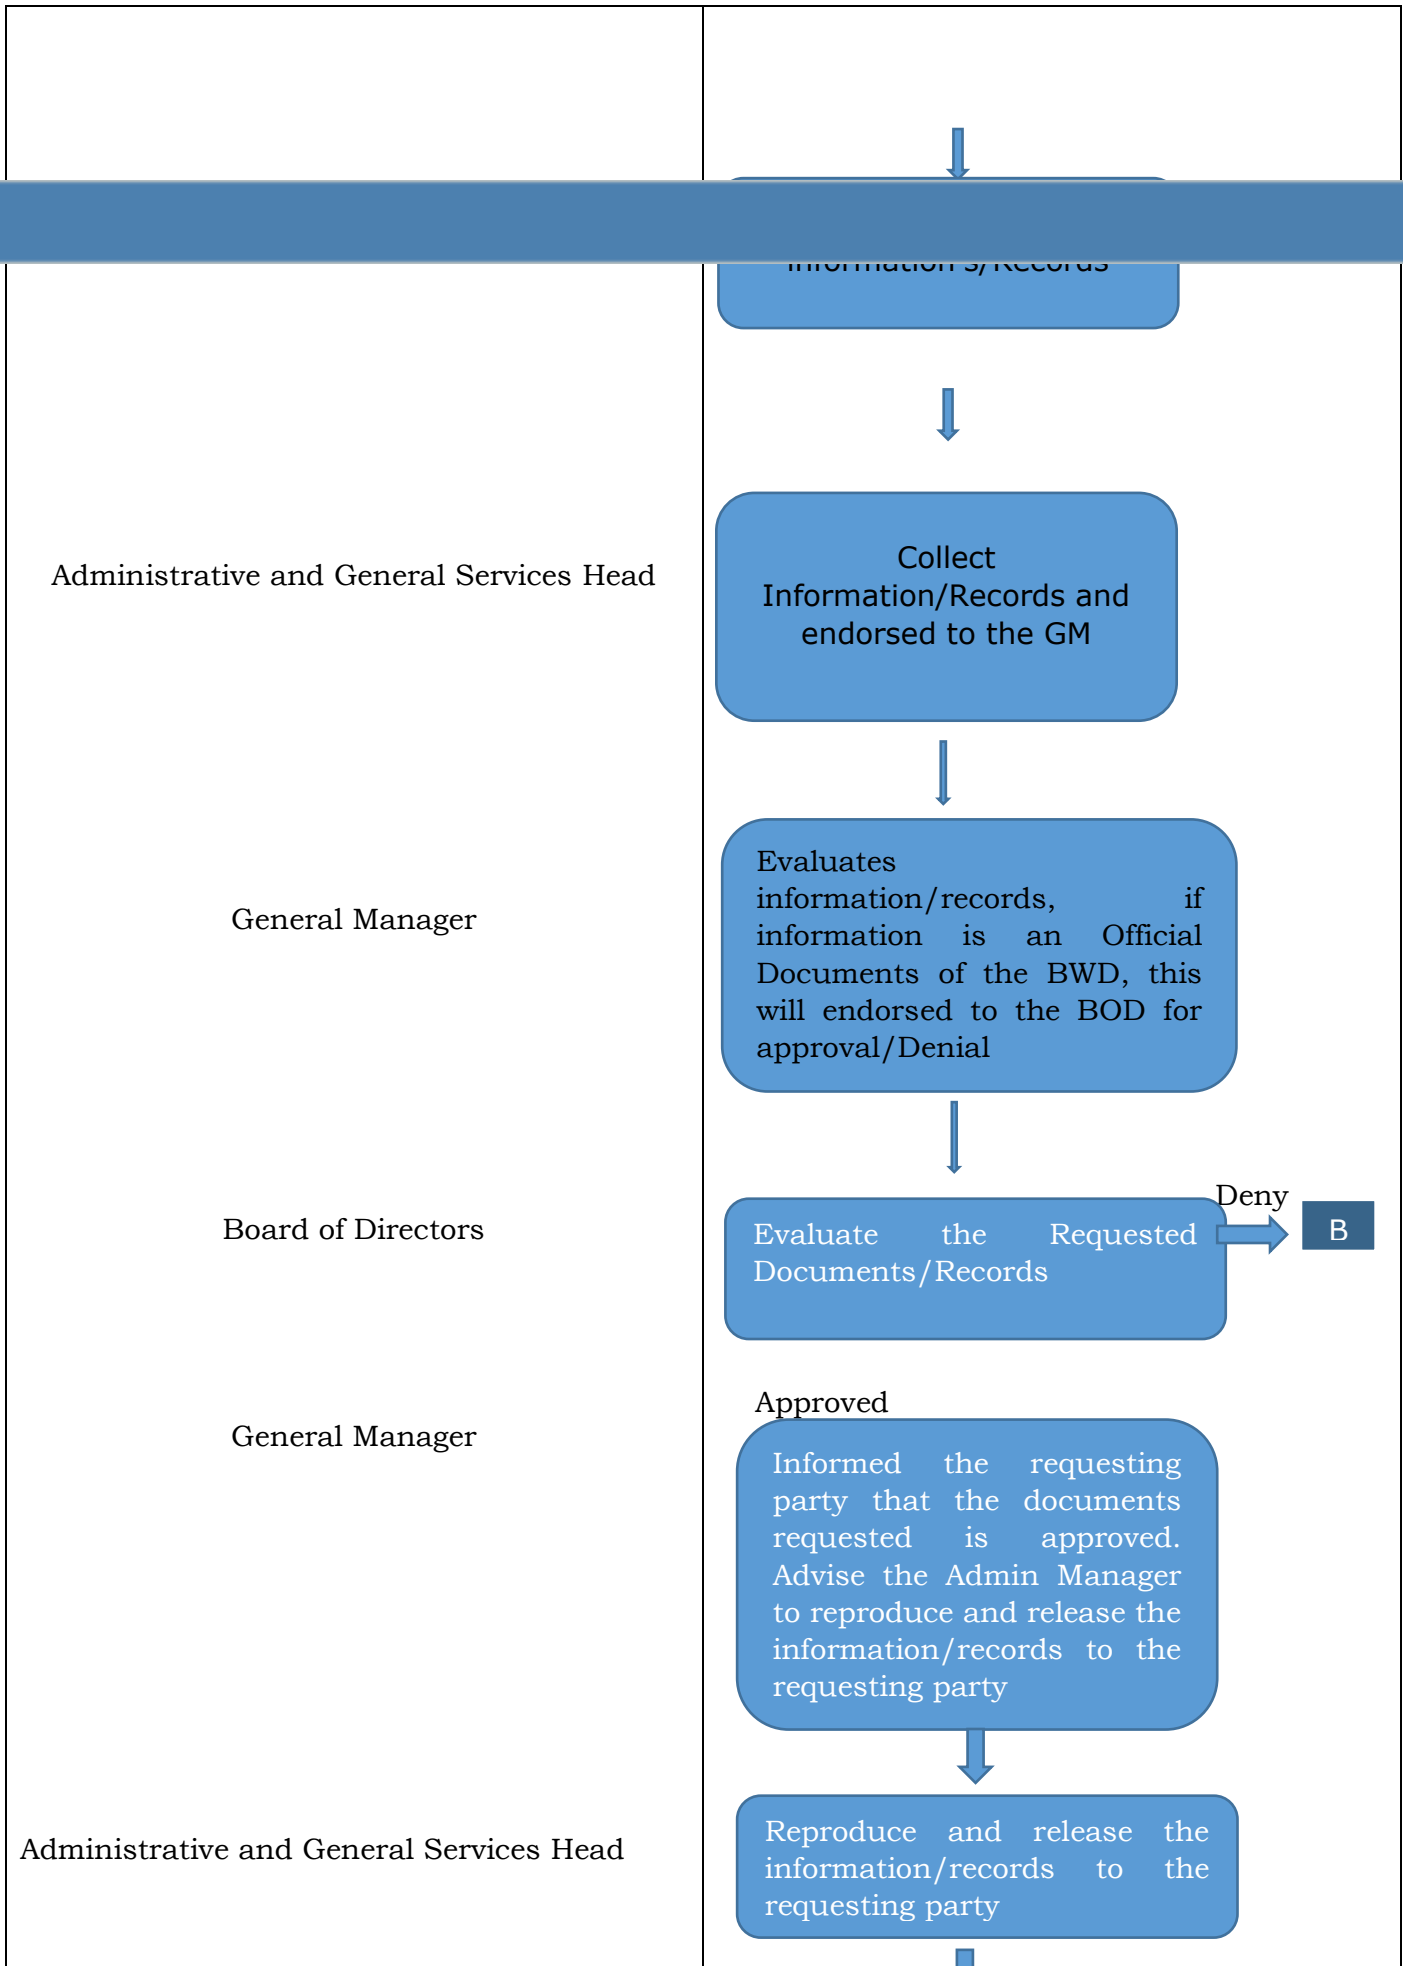 information's/Records
Administrative and General Services Head
Collect
Information/Records and
endorsed to the GM
General Manager
Evaluates
information/records, if
information is an Official
Documents of the BWD, this
will endorsed to the BOD for
approval/Denial
Board of Directors
Evaluate the Requested
Documents/Records
Deny
B
General Manager
Approved
Informed the requesting
party that the documents
requested is approved.
Advise the Admin Manager
to reproduce and release the
information/records to the
requesting party
Administrative and General Services Head
Reproduce and release the
information/records to the
requesting party